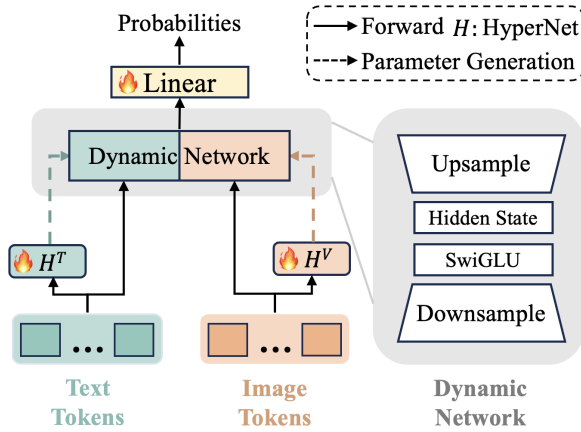 Probabilities
Linear
Dynamic Network
H^T
H^V
... ...
Text Tokens
Image Tokens
Forward H: HyperNet
Parameter Generation
Upsample
Hidden State
SwiGLU
Downsample
Dynamic Network